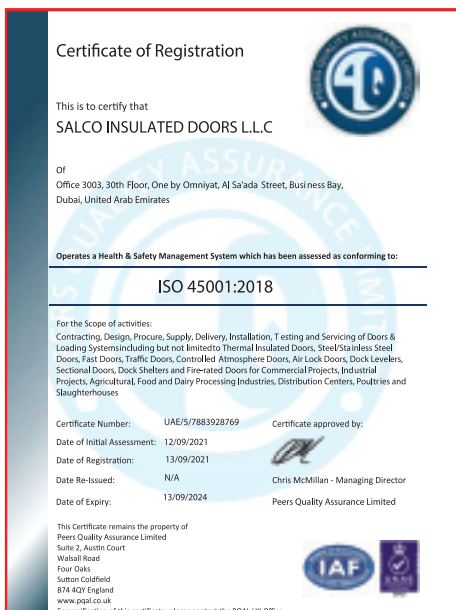 Certificate of Registration
This is to certify that
SALCO INSULATED DOORS L.L.C
Of
Office 3003, 30th Floor, One by Omniyat, Al Sa'ada Street, Business Bay,
Dubai, United Arab Emirates
Operates a Health & Safety Management System which has been assessed as conforming to:
ISO 45001:2018
For the Scope of activities:
Contracting, Design, Procure, Supply, Delivery, Installation, T esting and Servicing of Doors &
Loading Systemsincluding but not limitedto Thermal Insulated Doors, Steel/Stainless Steel
Doors, Fast Doors, Traffic Doors, Controlled Atmosphere Doors, Air Lock Doors, Dock Levelers,
Sectional Doors, Dock Shelters and Fire-rated Doors for Commercial Projects, Industrial
Projects, Agricultural, Food and Dairy Processing Industries, Distribution Centers, Poultries and
Slaughterhouses
Certificate Number: UAE/5/7883928769 Certificate approved by:
Date of Initial Assessment: 12/09/2021
Date of Registration: 13/09/2021
Date Re-Issued: N/A Chris McMillan - Managing Director
Date of Expiry: 13/09/2024 Peers Quality Assurance Limited
This Certificate remains the property of
Peers Quality Assurance Limited
Suite 2, Austin Court
Walsall Road
Four Oaks
Sutton Coldfield
B74 4QY England
www.pqal.co.uk
IAF